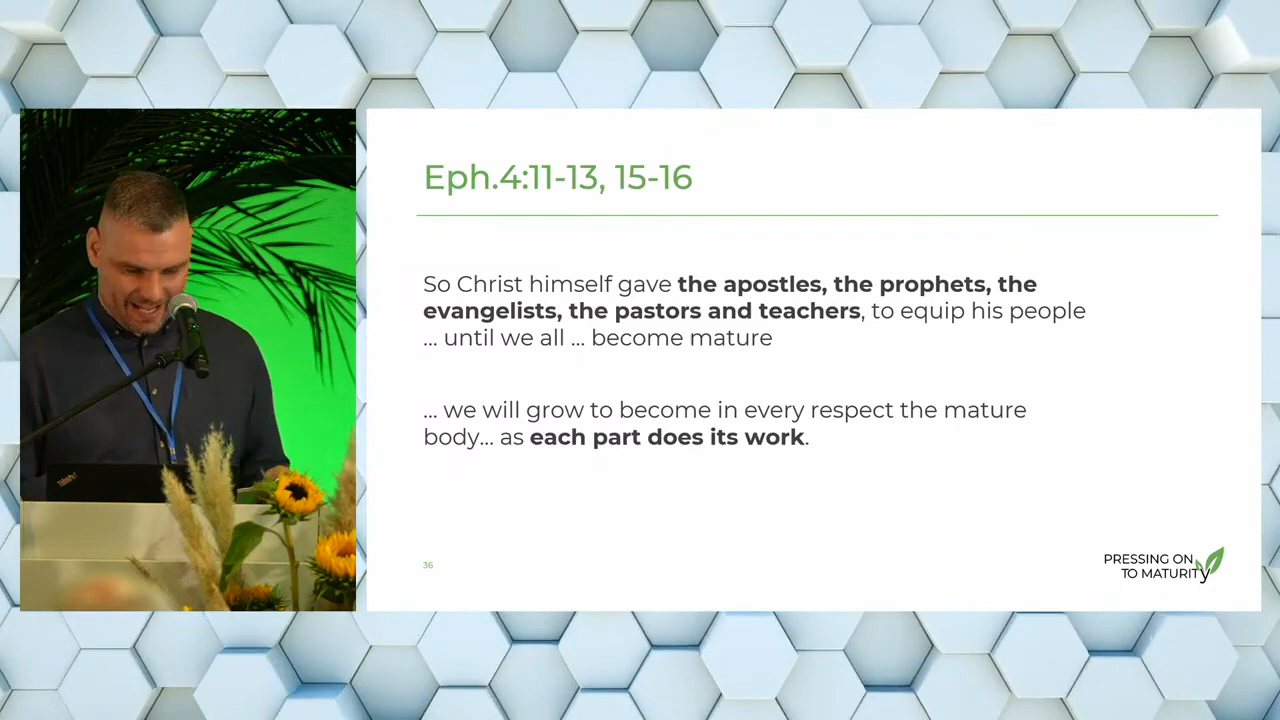 Eph.4:11-13, 15-16
So Christ himself gave the apostles, the prophets, the
evangelists, the pastors and teachers, to equip his people
... until we all ... become mature
... we will grow to become in every respect the mature
body... as each part does its work.
36
PRESSING ON
TO MATURITy